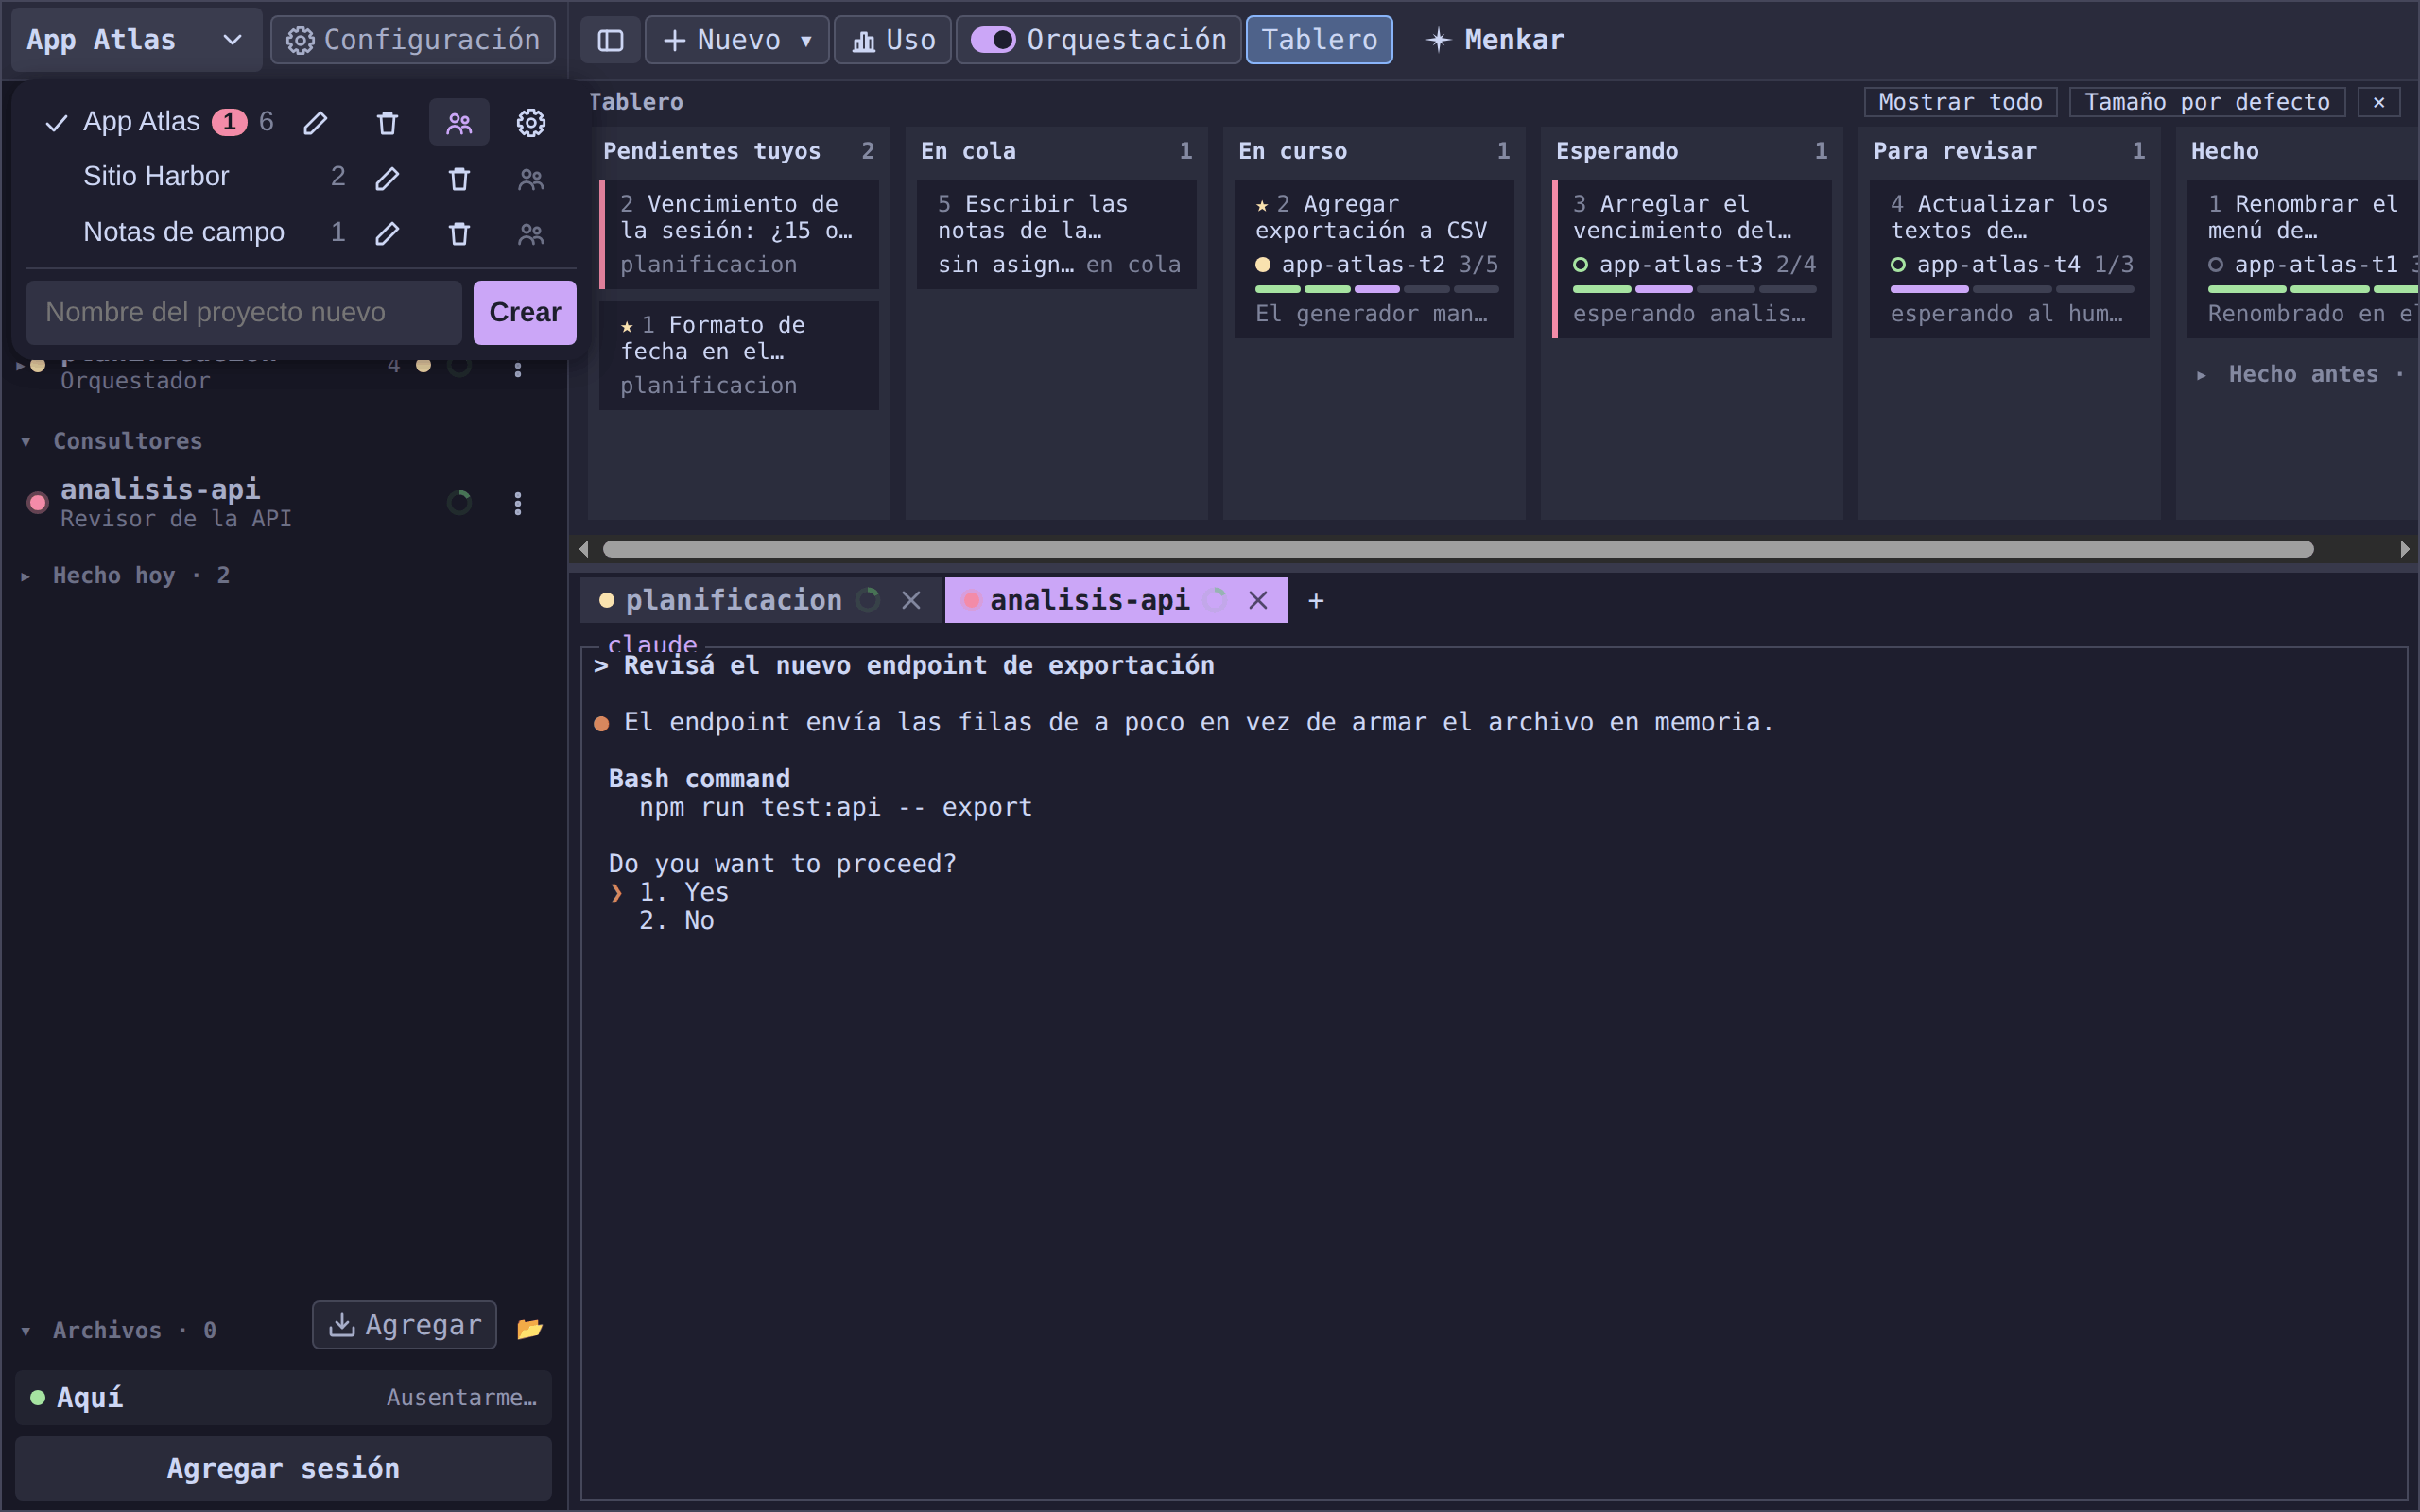 App Atlas
Configuración
Nuevo
Uso
Orquestación
Tablero
Menkar
App Atlas 1 6
Sitio Harbor 2
Notas de campo 1
Nombre del proyecto nuevo
Crear
4
Orquestador
Consultores
analisis-api
Revisor de la API
Hecho hoy · 2
Archivos · 0
Agregar
Aquí
Ausentarme…
Agregar sesión
Tablero
Mostrar todo
Tamaño por defecto
×
Pendientes tuyos 2
2 Vencimiento de
la sesión: ¿15 o…
planificacion
★ 1 Formato de
fecha en el…
planificacion
En cola 1
5 Escribir las
notas de la…
sin asign… en cola
En curso 1
★ 2 Agregar
exportación a CSV
app-atlas-t2 3/5
El generador man…
Esperando 1
3 Arreglar el
vencimiento del…
app-atlas-t3 2/4
esperando analis…
Para revisar 1
4 Actualizar los
textos de…
app-atlas-t4 1/3
esperando al hum…
Hecho
1 Renombrar el
menú de…
app-atlas-t1
Renombrado en el
Hecho antes ·
planificacion
analisis-api
+
claude
> Revisá el nuevo endpoint de exportación
El endpoint envía las filas de a poco en vez de armar el archivo en memoria.
Bash command
npm run test:api -- export
Do you want to proceed?
❯ 1. Yes
2. No